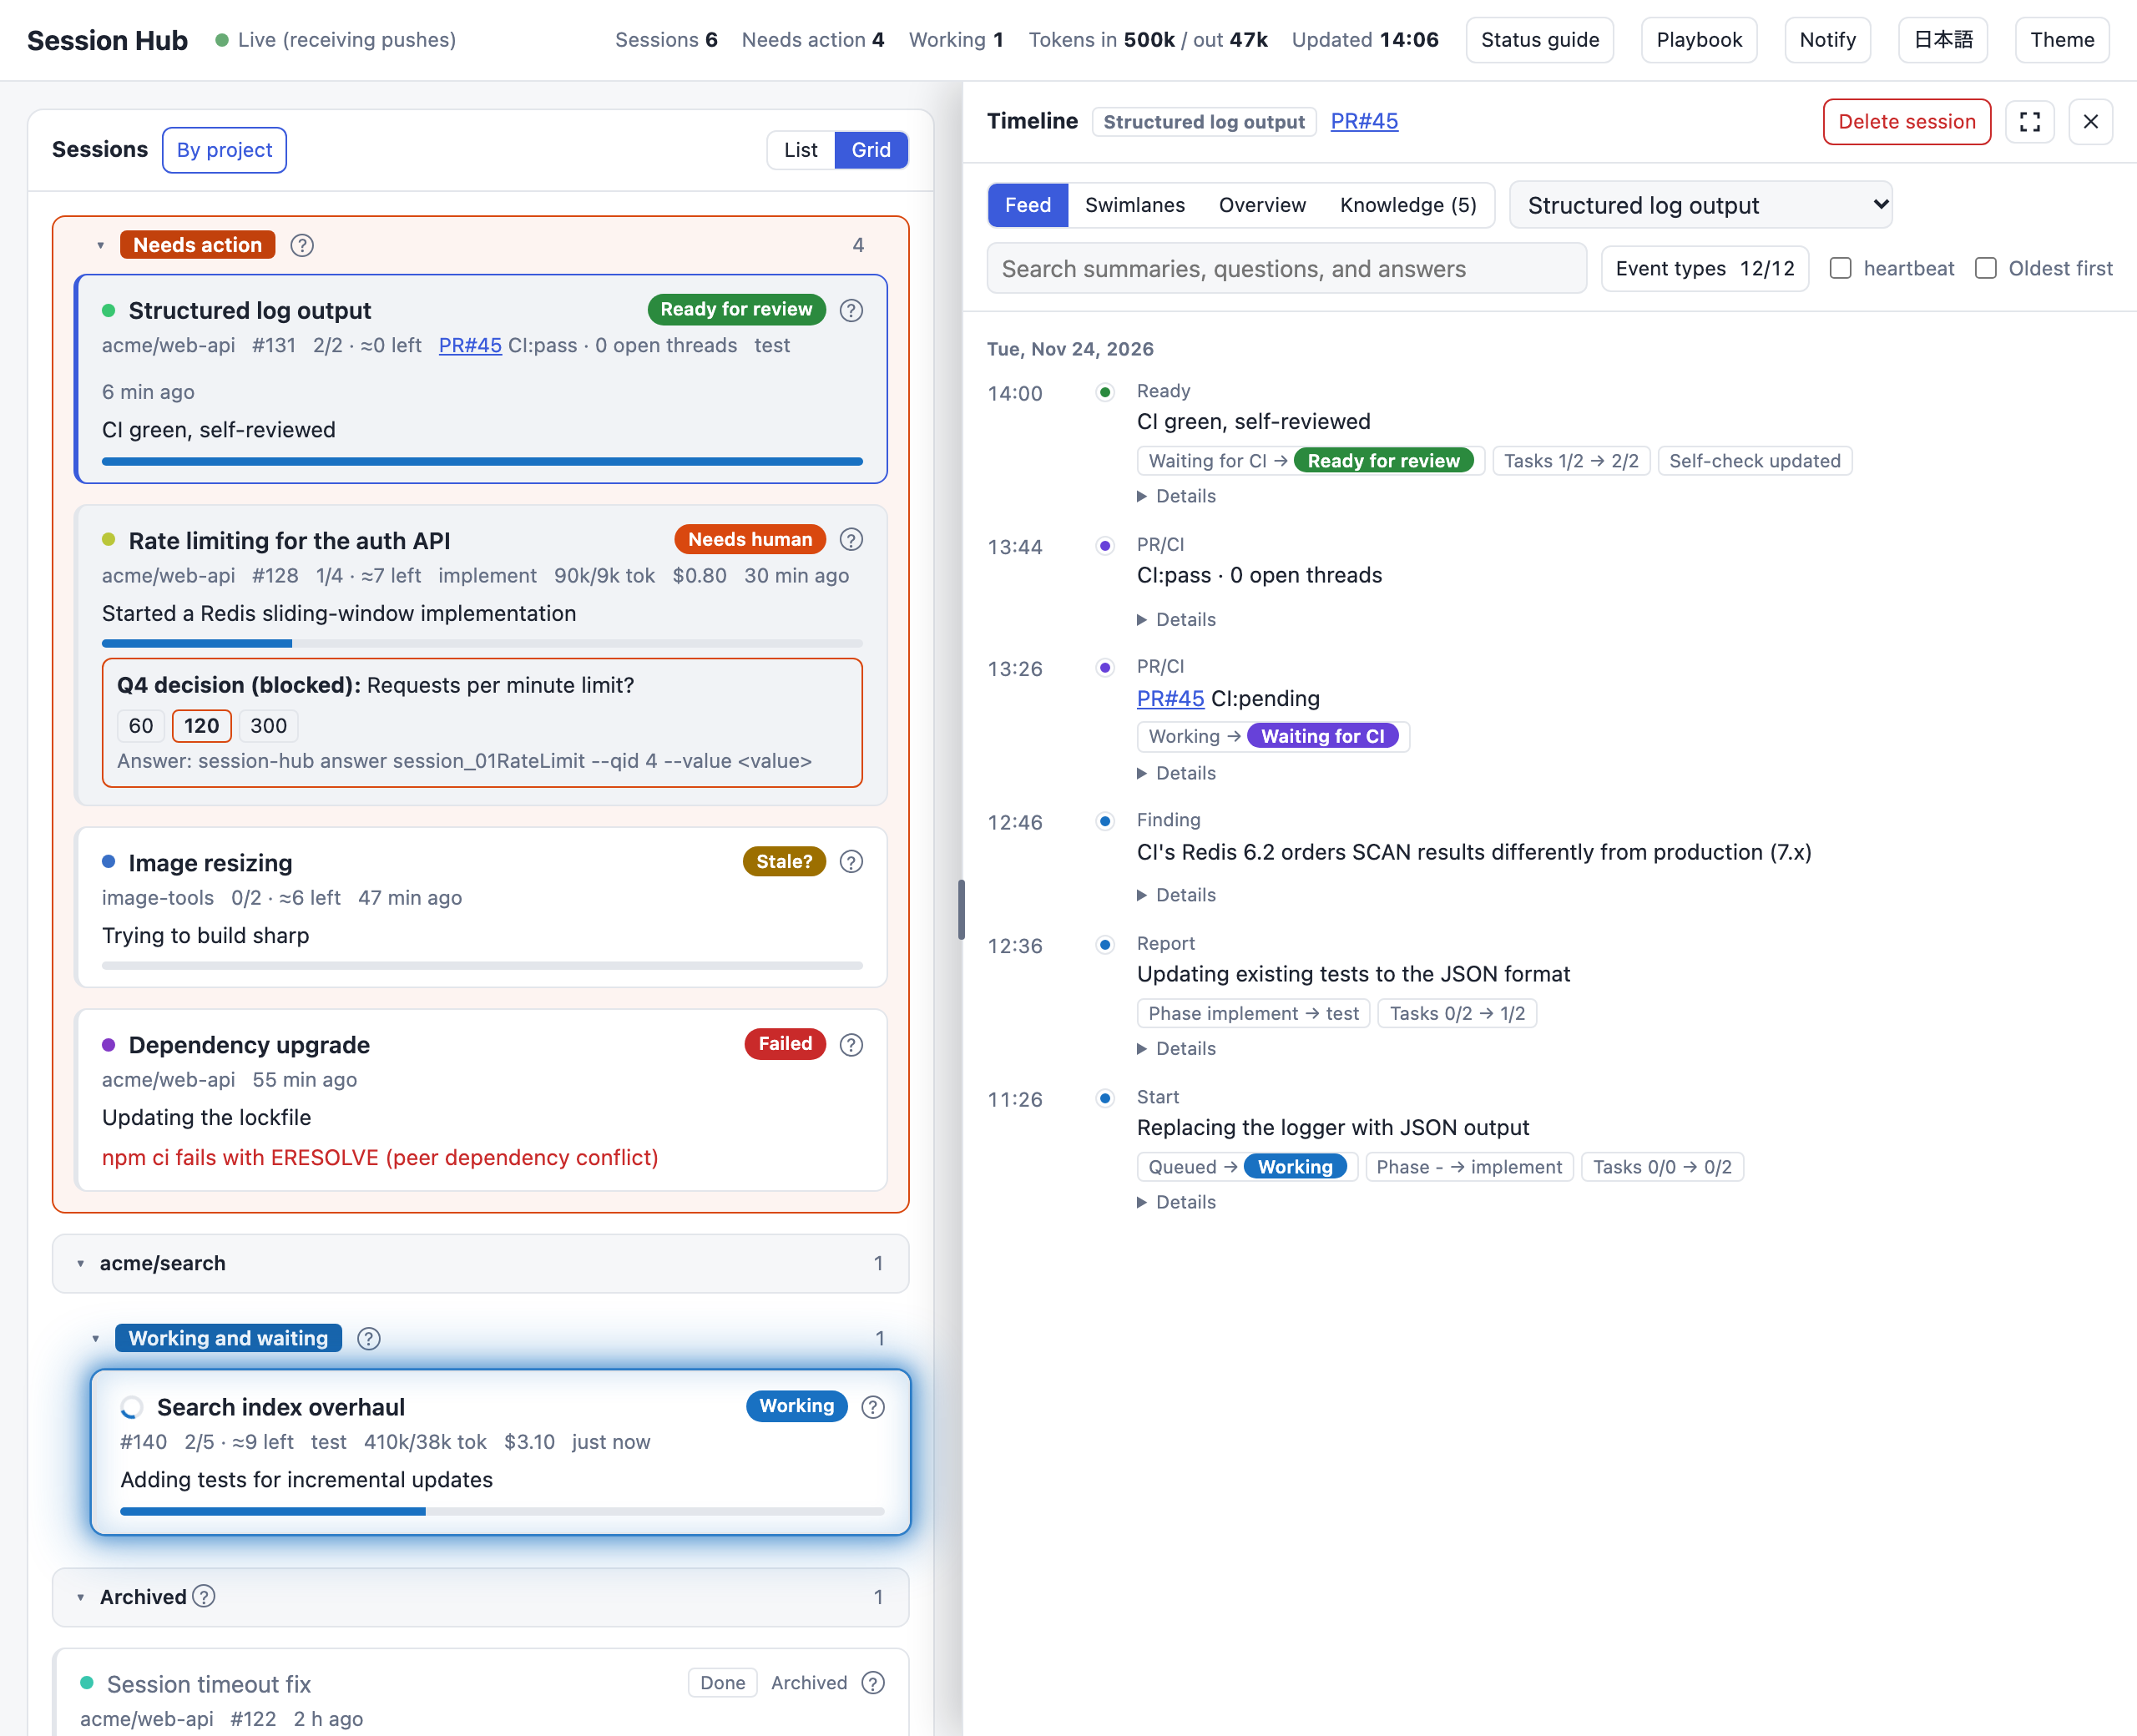 Session Hub Live (receiving pushes) Sessions 6 Needs action 4 Working 1 Tokens in 500k / out 47k Updated 14:06 Status guide Playbook Notify 日本語 Theme
Sessions By project List Grid
Needs action ? 4
Structured log output Ready for review ?
acme/web-api #131 2/2 · ≈0 left PR#45 CI:pass · 0 open threads test
6 min ago
CI green, self-reviewed
Rate limiting for the auth API Needs human ?
acme/web-api #128 1/4 · ≈7 left implement 90k/9k tok $0.80 30 min ago
Started a Redis sliding-window implementation
Q4 decision (blocked): Requests per minute limit?
60 120 300
Answer: session-hub answer session_01RateLimit --qid 4 --value <value>
Image resizing Stale? ?
image-tools 0/2 · ≈6 left 47 min ago
Trying to build sharp
Dependency upgrade Failed ?
acme/web-api 55 min ago
Updating the lockfile
npm ci fails with ERESOLVE (peer dependency conflict)
acme/search 1
Working and waiting ? 1
Search index overhaul Working ?
#140 2/5 · ≈9 left test 410k/38k tok $3.10 just now
Adding tests for incremental updates
Archived ? 1
Session timeout fix Done Archived ?
acme/web-api #122 2 h ago
Timeline Structured log output PR#45 Delete session
Feed Swimlanes Overview Knowledge (5) Structured log output
Search summaries, questions, and answers Event types 12/12 heartbeat Oldest first
Tue, Nov 24, 2026
14:00 Ready
CI green, self-reviewed
Waiting for CI → Ready for review Tasks 1/2 → 2/2 Self-check updated
Details
13:44 PR/CI
CI:pass · 0 open threads
Details
13:26 PR/CI
PR#45 CI:pending
Working → Waiting for CI
Details
12:46 Finding
CI's Redis 6.2 orders SCAN results differently from production (7.x)
Details
12:36 Report
Updating existing tests to the JSON format
Phase implement → test Tasks 0/2 → 1/2
Details
11:26 Start
Replacing the logger with JSON output
Queued → Working Phase - → implement Tasks 0/0 → 0/2
Details